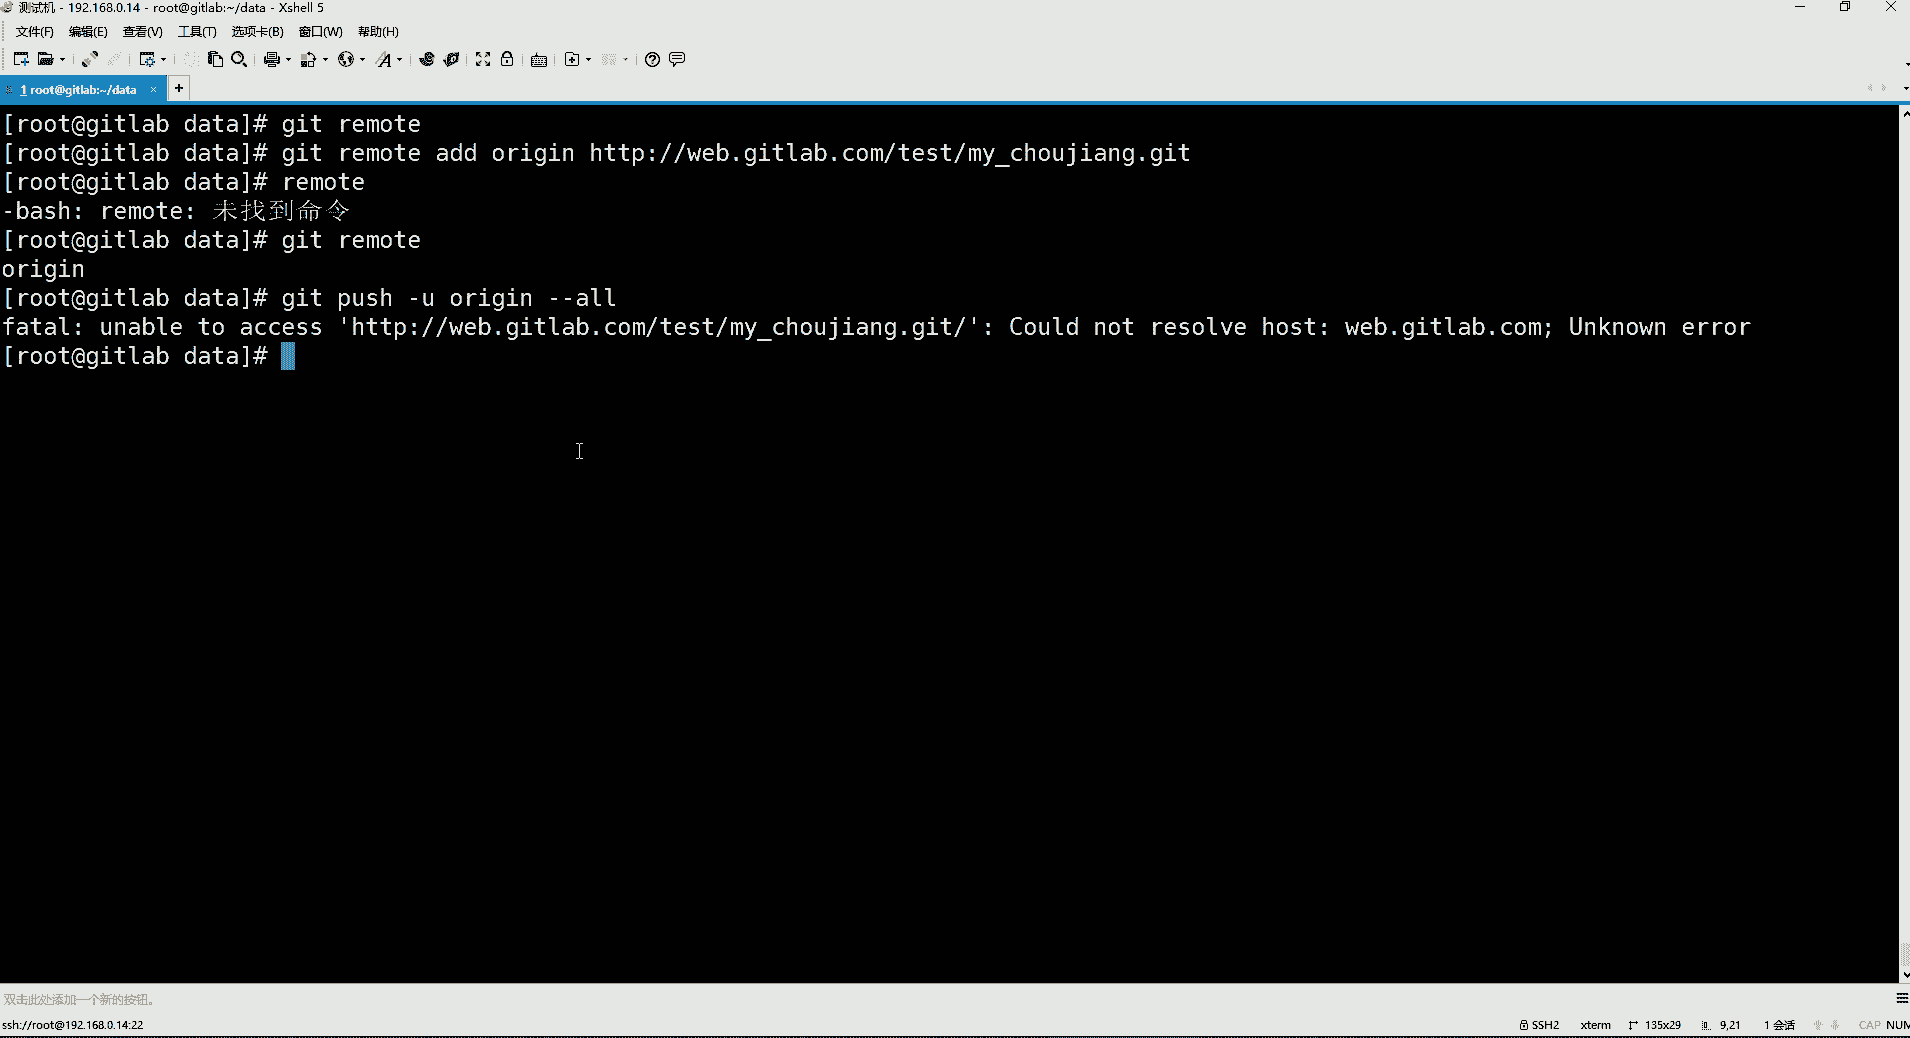 测试机 - 192.168.0.14 - root@gitlab:~/data - Xshell 5
文件(F) 编辑(E) 查看(V) 工具(T) 选项卡(B) 窗口(W) 帮助(H)
1 root@gitlab:~/data × +
[root@gitlab data]# git remote
[root@gitlab data]# git remote add origin http://web.gitlab.com/test/my_choujiang.git
[root@gitlab data]# remote
-bash: remote: 未找到命令
[root@gitlab data]# git remote
origin
[root@gitlab data]# git push -u origin --all
fatal: unable to access 'http://web.gitlab.com/test/my_choujiang.git/': Could not resolve host: web.gitlab.com; Unknown error
[root@gitlab data]#
双击此处添加一个新的按钮。
ssh://root@192.168.0.14:22 SSH2 xterm 135x29 9,21 1 会话 CAP NUM